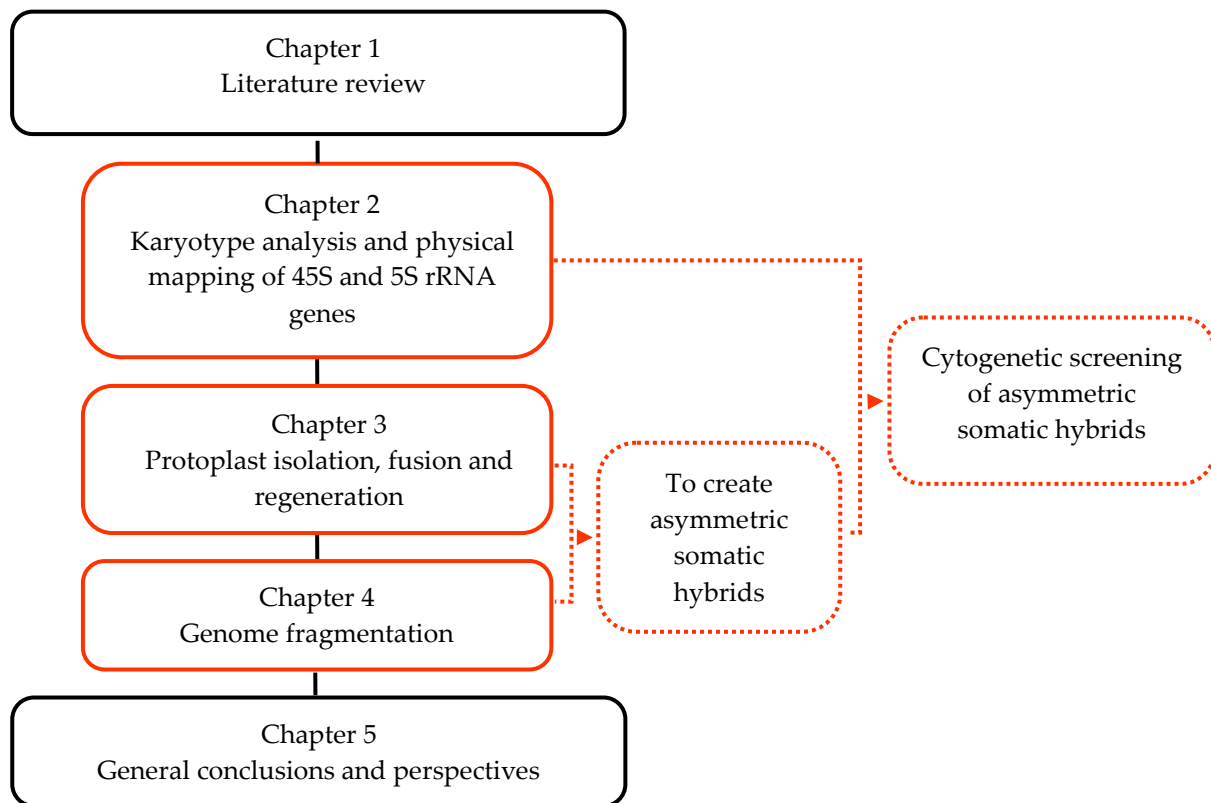 Chapter 1
Literature review
Chapter 2
Karyotype analysis and physical
mapping of 45S and 5S rRNA
genes
Chapter 3
Protoplast isolation, fusion and
regeneration
Chapter 4
Genome fragmentation
Chapter 5
General conclusions and perspectives
To create
asymmetric
somatic
hybrids
Cytogenetic screening
of asymmetric
somatic hybrids